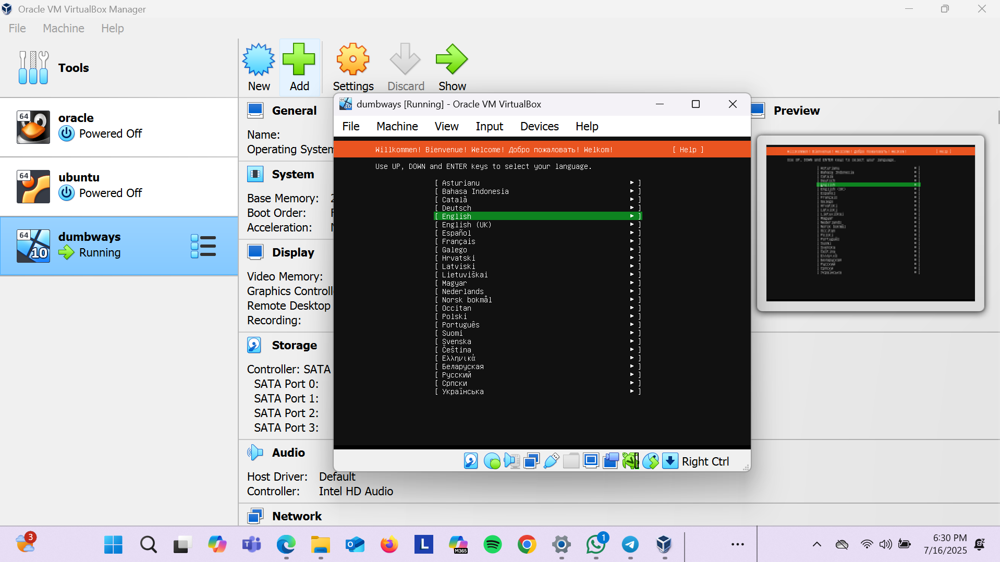 Oracle VM VirtualBox Manager
File Machine Help
Tools
New Add Settings Discard Show
64 oracle
Powered Off
64 ubuntu
Powered Off
64 10 dumbways
Running
General
Name:
Operating System
System
Base Memory:
Boot Order:
Acceleration:
Display
Video Memory:
Graphics Controll
Remote Desktop
Recording:
Storage
Controller: SATA
SATA Port 0:
SATA Port 1:
SATA Port 2:
SATA Port 3:
Audio
Host Driver: Default
Controller: Intel HD Audio
Network
dumbways [Running] - Oracle VM VirtualBox
File Machine View Input Devices Help
Willkommen! Bienvenue! Welcome! Добро пожаловать! Welkom! [ Help ]
Use UP, DOWN and ENTER keys to select your language.
[ Asturianu ► ]
[ Bahasa Indonesia ► ]
[ Català ► ]
[ Deutsch ► ]
[ English ► ]
[ English (UK) ► ]
[ Español ► ]
[ Français ► ]
[ Galego ► ]
[ Hrvatski ► ]
[ Latviski ► ]
[ Lietuviškai ► ]
[ Magyar ► ]
[ Nederlands ► ]
[ Norsk bokmål ► ]
[ Occitan ► ]
[ Polski ► ]
[ Português ► ]
[ Suomi ► ]
[ Svenska ► ]
[ Čeština ► ]
[ Ελληνικά ► ]
[ Беларуская ► ]
[ Русский ► ]
[ Српски ► ]
[ Українська ► ]
Right Ctrl
Preview
3
L
M365
1
6:30 PM
7/16/2025